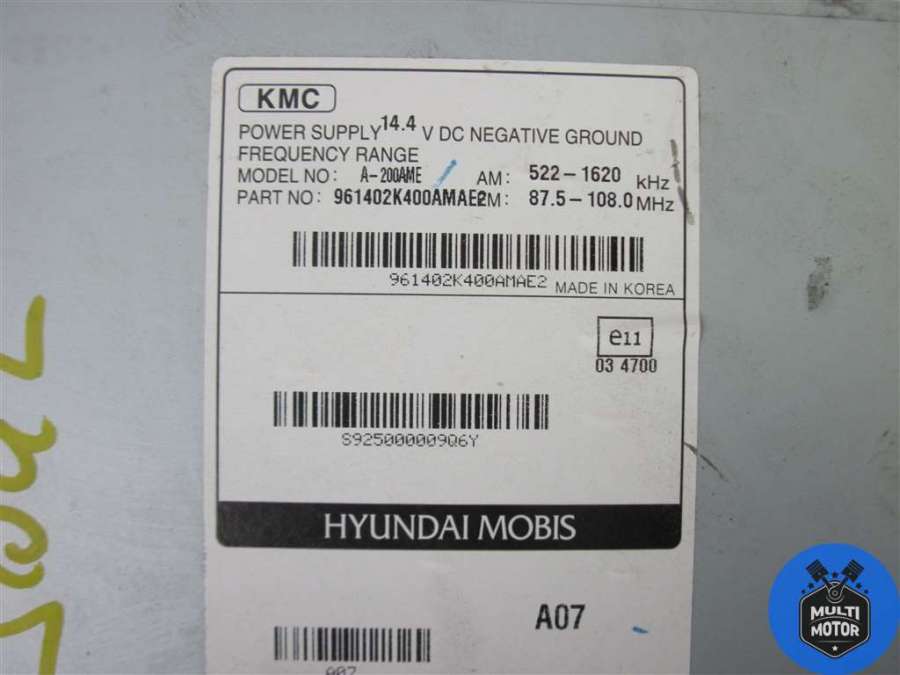 KMC
POWER SUPPLY 14.4 V DC NEGATIVE GROUND
FREQUENCY RANGE
MODEL NO: A-200AME AM: 522-1620 kHz
PART NO: 961402K400AMAE2 M: 87.5-108.0 MHz
961402K400AMAE2 MADE IN KOREA
e11
03 4700
S925000009Q6Y
HYUNDAI MOBIS
A07
A07
SOUL
MULTI
MOTOR